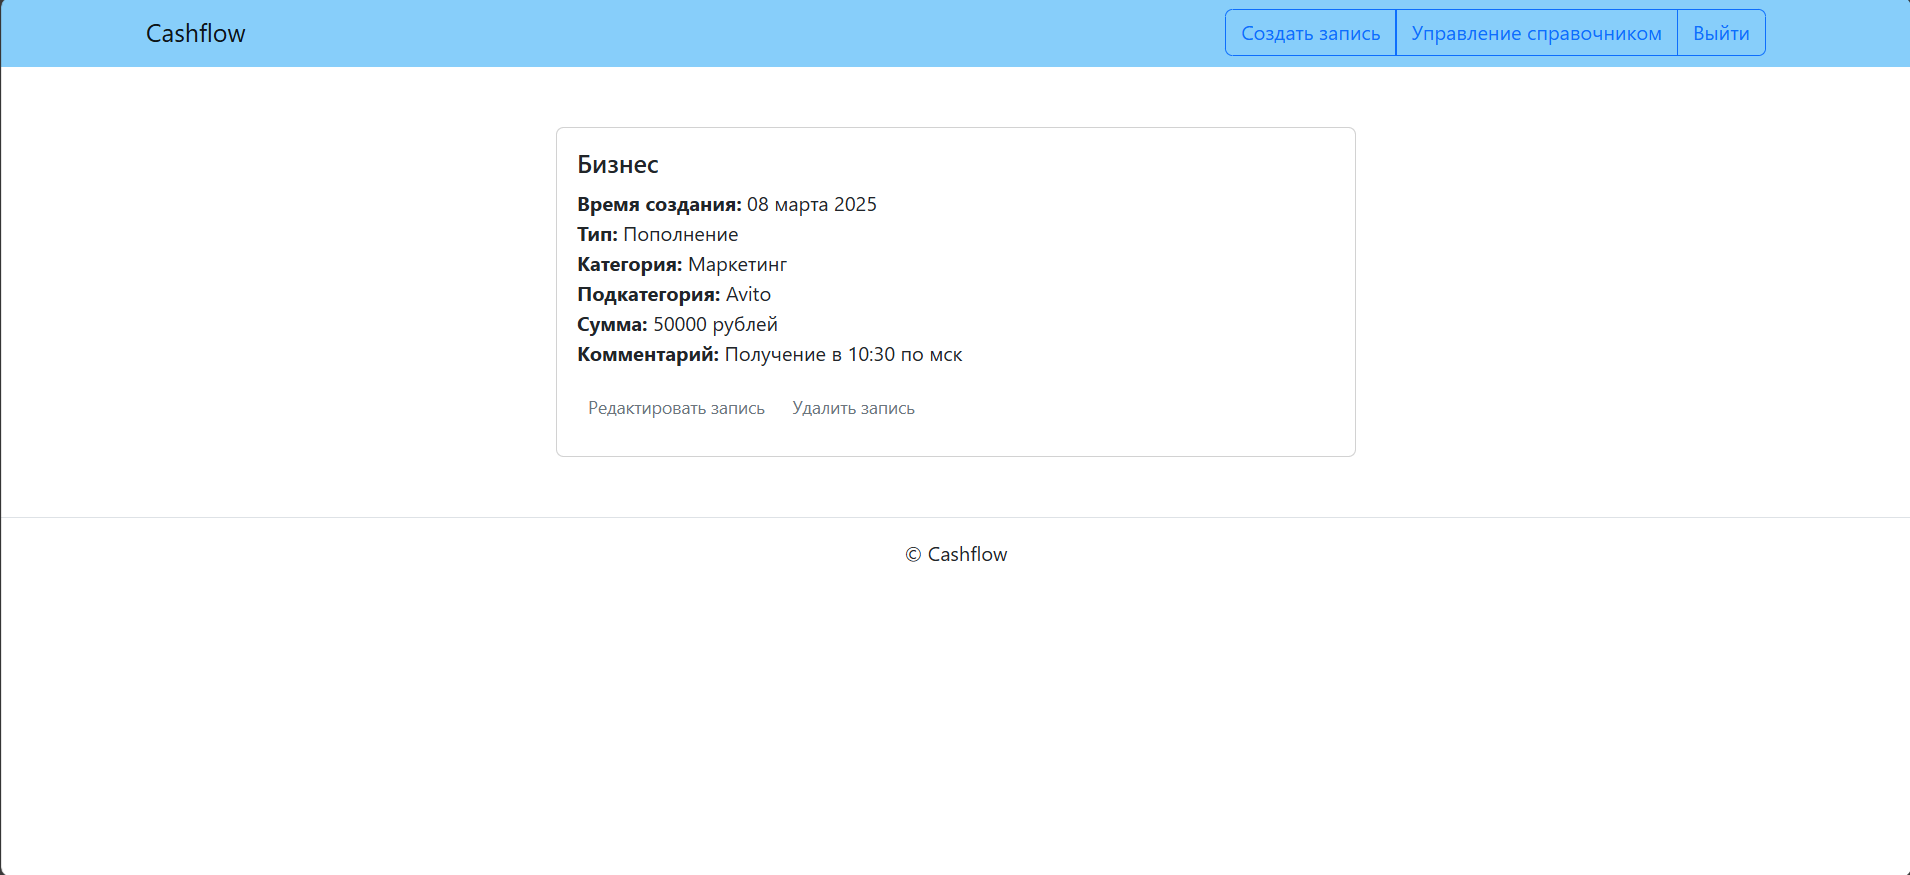 Cashflow
Создать запись
Управление справочником
Выйти
Бизнес
Время создания: 08 марта 2025
Тип: Пополнение
Категория: Маркетинг
Подкатегория: Avito
Сумма: 50000 рублей
Комментарий: Получение в 10:30 по мск
Редактировать запись
Удалить запись
© Cashflow